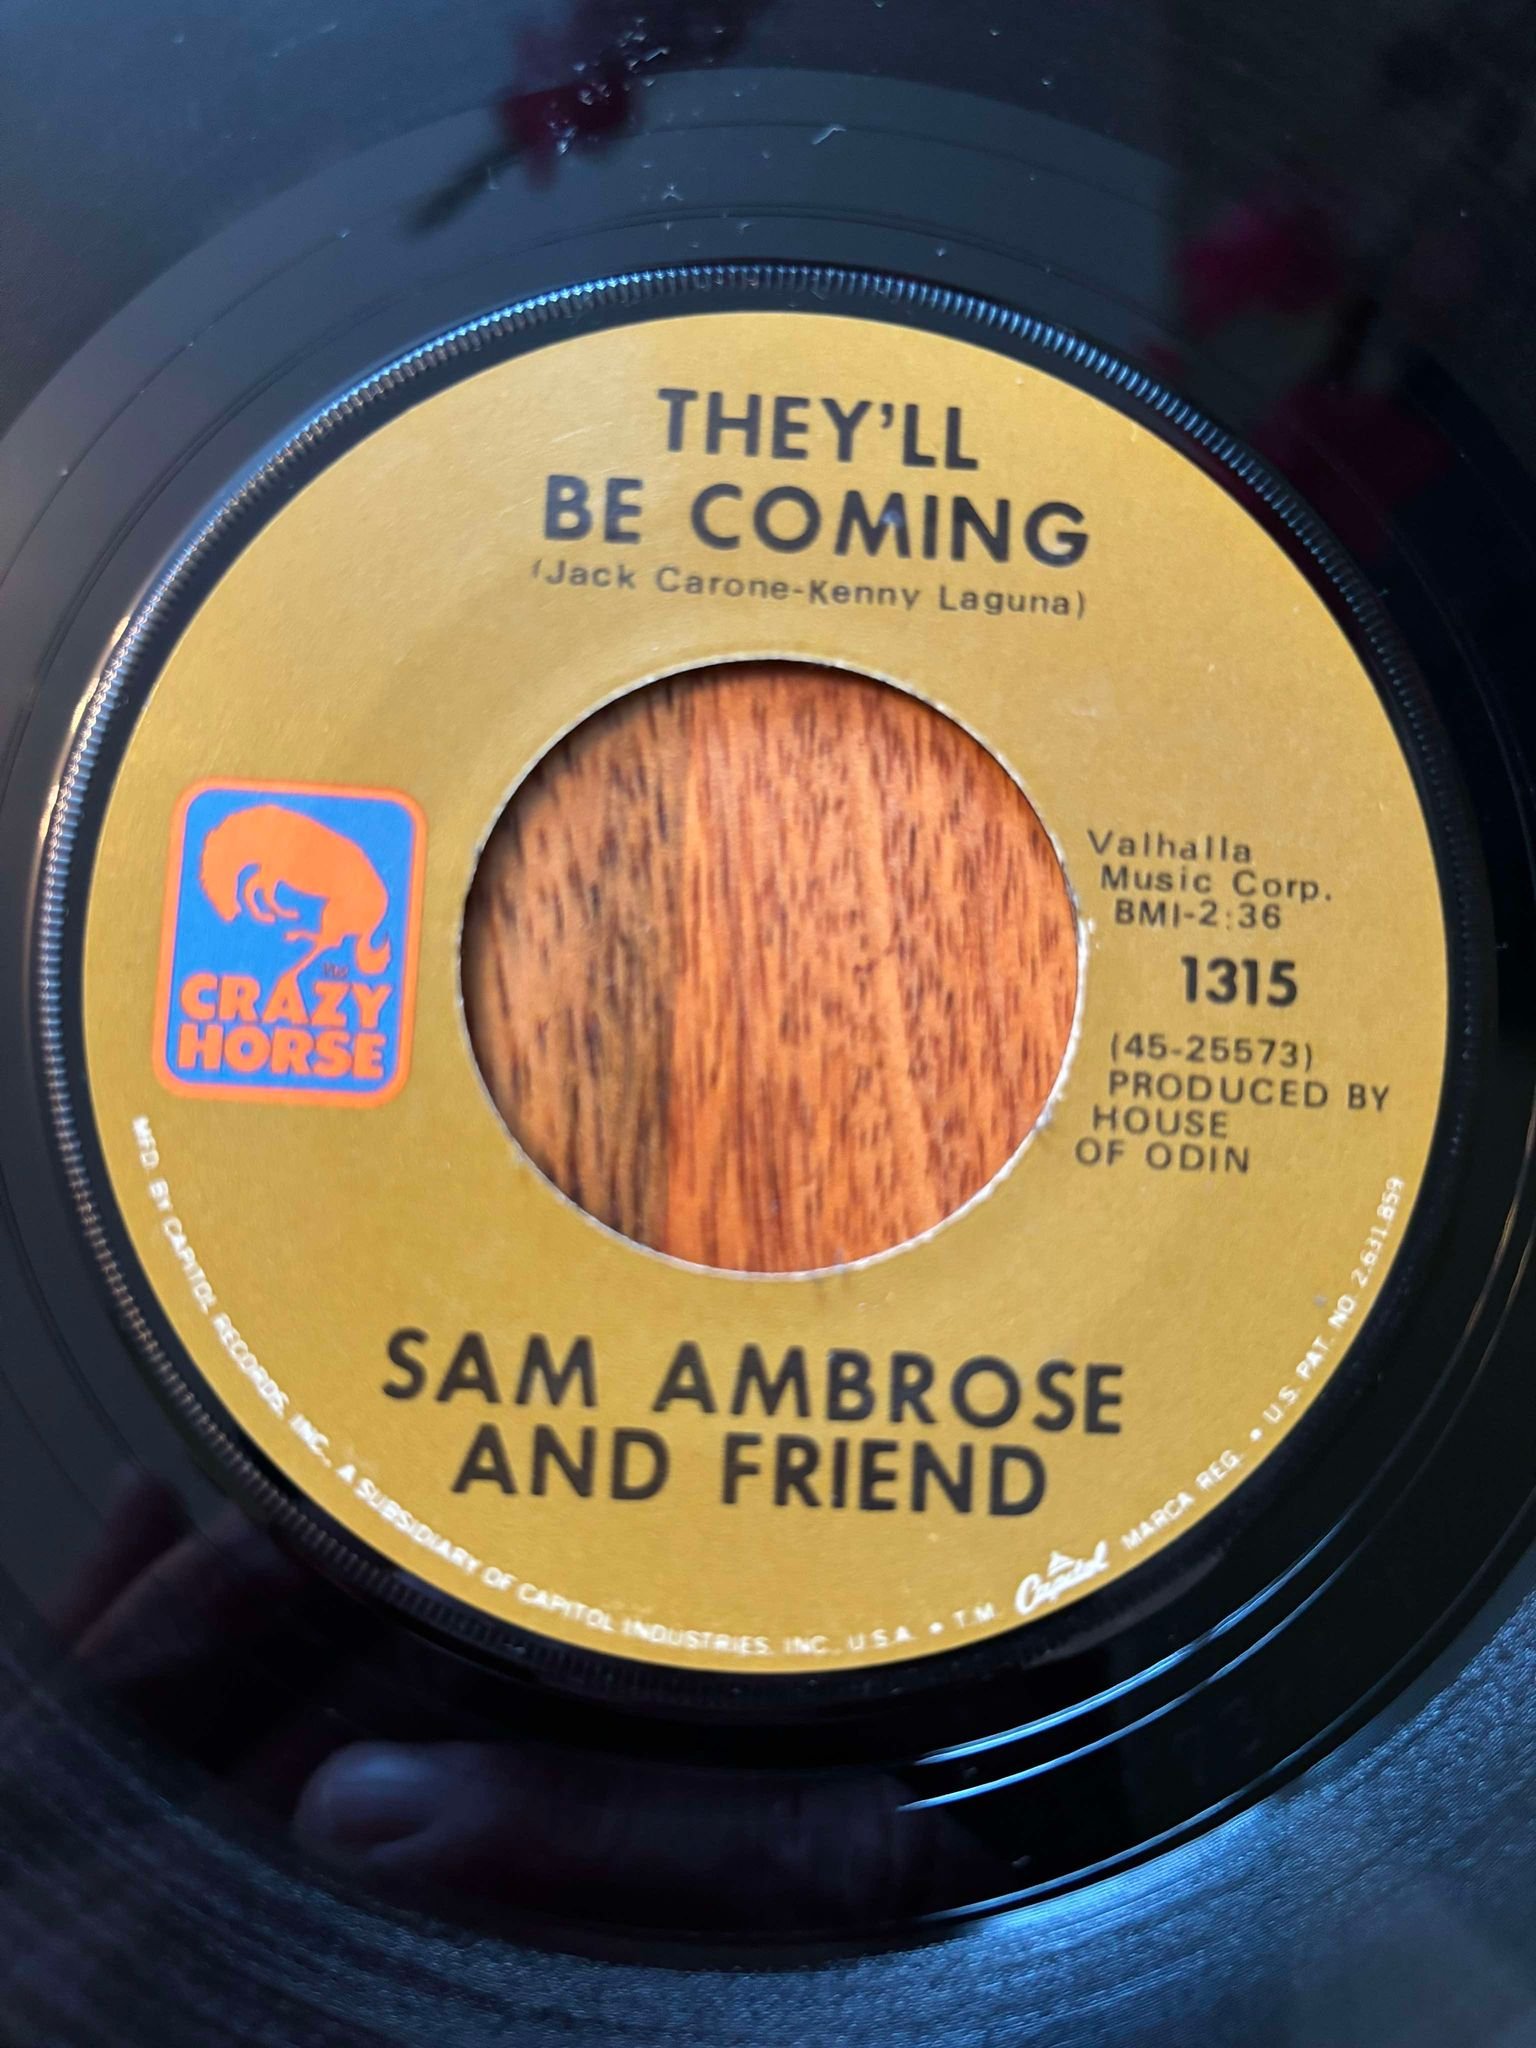 THEY'LL
BE COMING
(Jack Carone-Kenny Laguna)
CRAZY
HORSE
Valhalla
Music Corp.
BMI-2:36
1315
(45-25573)
PRODUCED BY
HOUSE
OF ODIN
SAM AMBROSE
AND FRIEND
MFD. BY CAPITOL RECORDS, INC., A SUBSIDIARY OF CAPITOL INDUSTRIES, INC., U.S.A. • T.M. Capitol MARCA REG. • U.S. PAT. NO. 2,631,859